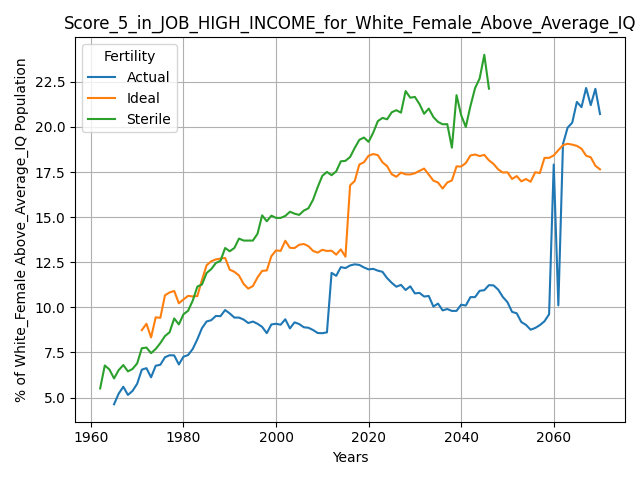 Score_5_in_JOB_HIGH_INCOME_for_White_Female_Above_Average_IQ
Fertility
Actual
Ideal
Sterile
% of White_Female Above_Average_IQ Population
22.5
20.0
17.5
15.0
12.5
10.0
7.5
5.0
1960
1980
2000
2020
2040
2060
Years